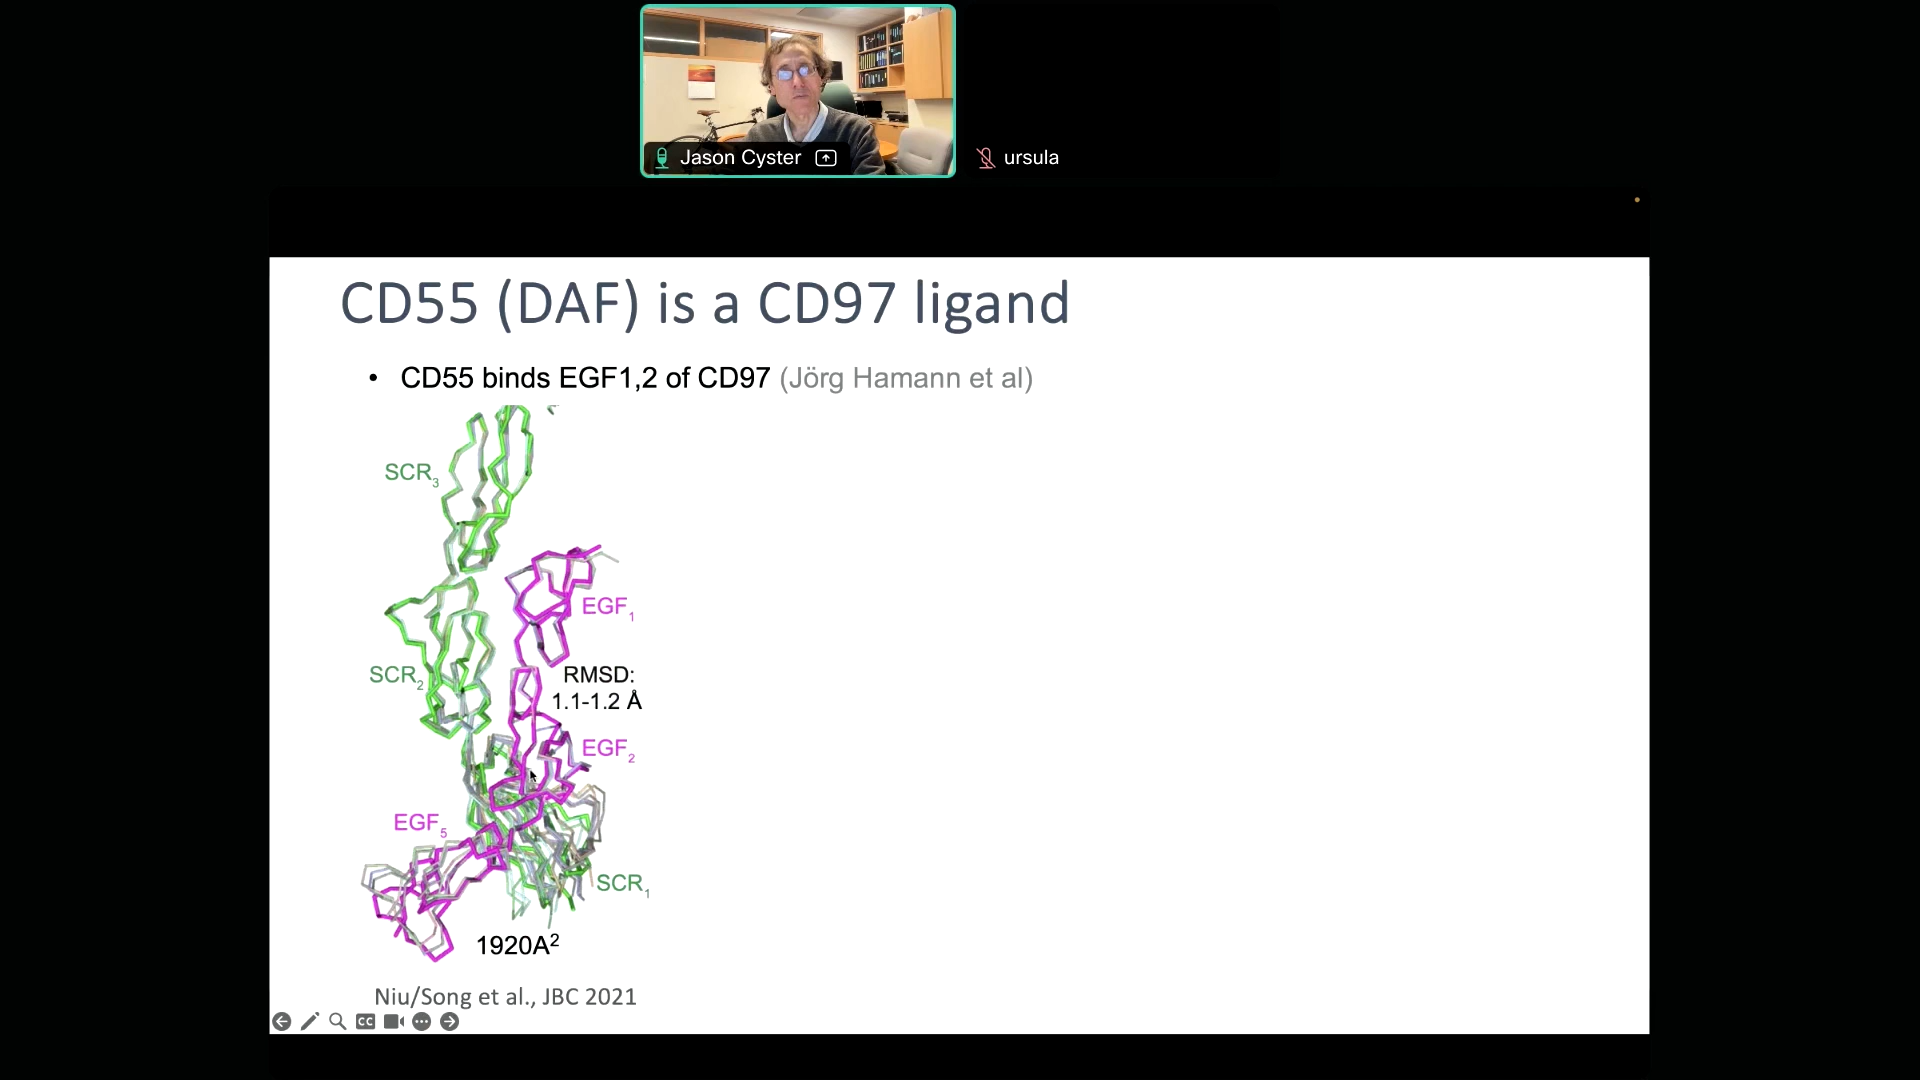 Jason Cyster
ursula
CD55 (DAF) is a CD97 ligand
• CD55 binds EGF1,2 of CD97 (Jörg Hamann et al)
SCR3
EGF1
SCR2
RMSD:
1.1-1.2 Å
EGF2
EGF5
SCR1
1920A²
Niu/Song et al., JBC 2021
CC